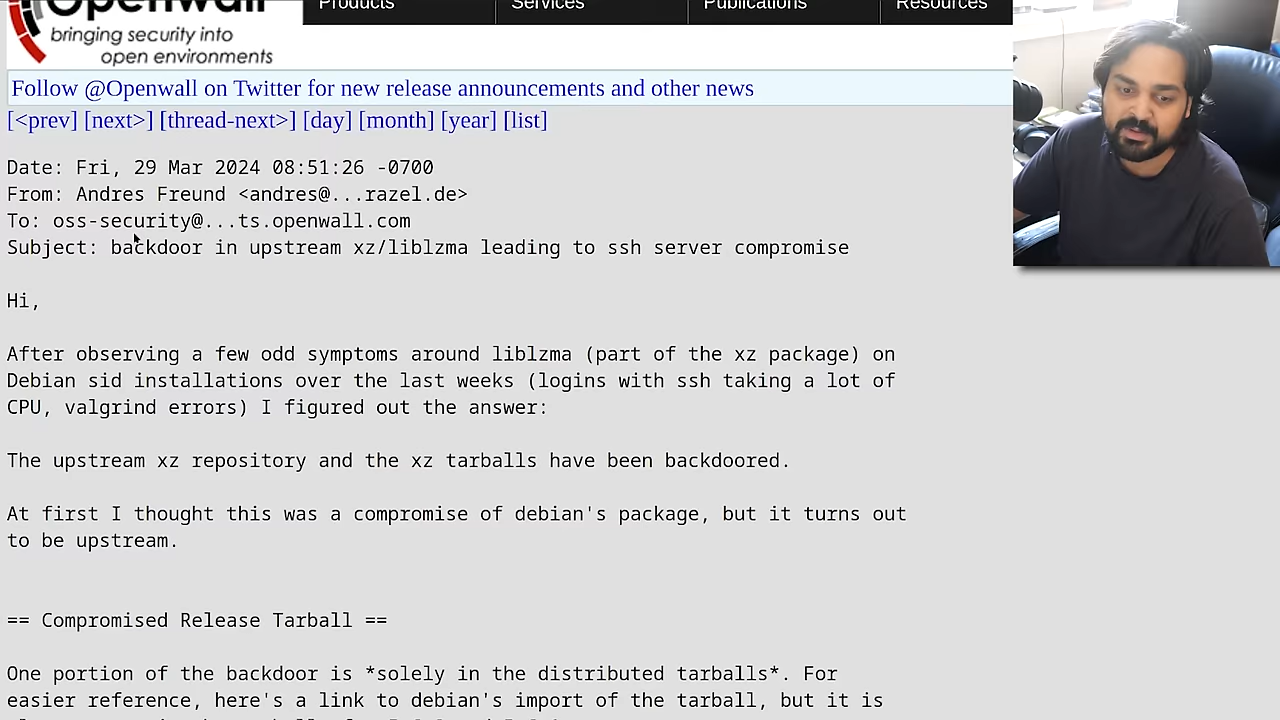 Openwall
bringing security into
open environments
Products
Services
Publications
Resources
Follow @Openwall on Twitter for new release announcements and other news
[<prev] [next>] [thread-next>] [day] [month] [year] [list]
Date: Fri, 29 Mar 2024 08:51:26 -0700
From: Andres Freund <andres@...razel.de>
To: oss-security@...ts.openwall.com
Subject: backdoor in upstream xz/liblzma leading to ssh server compromise
Hi,
After observing a few odd symptoms around liblzma (part of the xz package) on
Debian sid installations over the last weeks (logins with ssh taking a lot of
CPU, valgrind errors) I figured out the answer:
The upstream xz repository and the xz tarballs have been backdoored.
At first I thought this was a compromise of debian's package, but it turns out
to be upstream.
== Compromised Release Tarball ==
One portion of the backdoor is *solely in the distributed tarballs*. For
easier reference, here's a link to debian's import of the tarball, but it is